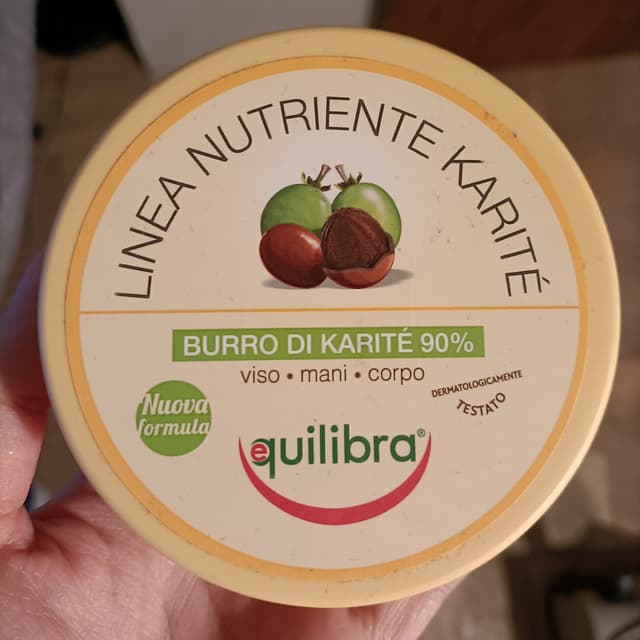 LINEA NUTRIENTE KARITÉ
BURRO DI KARITÉ 90%
viso • mani • corpo
DERMATOLOGICAMENTE
TESTATO
Nuova
formula
equilibra®